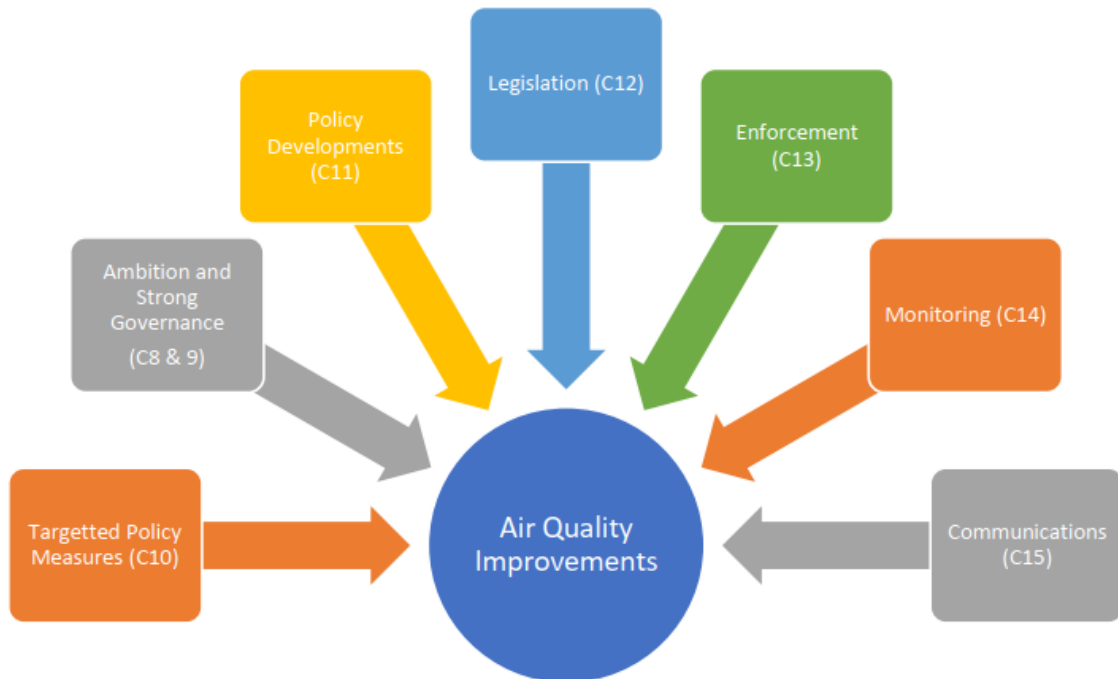 Legislation (C12)
Policy
Developments
(C11)
Enforcement
(C13)
Ambition and
Strong
Governance
(C8 & 9)
Monitoring (C14)
Targetted Policy
Measures (C10)
Air Quality
Improvements
Communications
(C15)